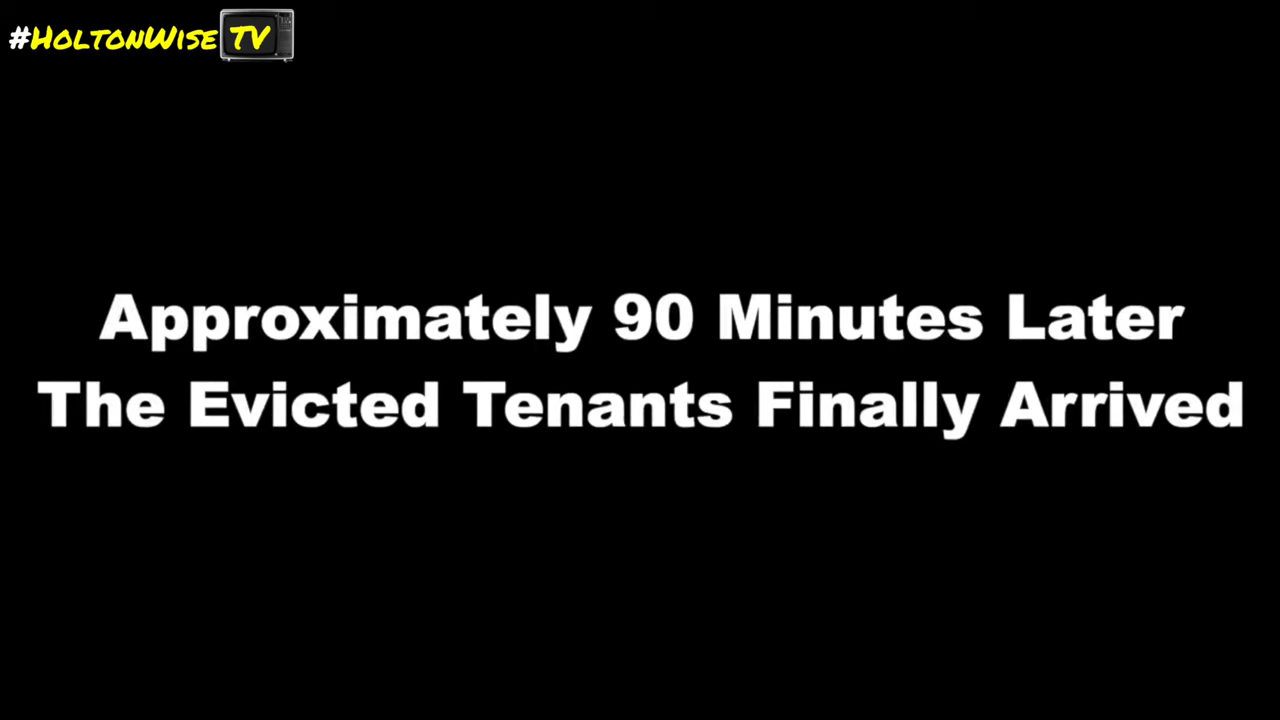 #HoltonWise TV
Approximately 90 Minutes Later
The Evicted Tenants Finally Arrived